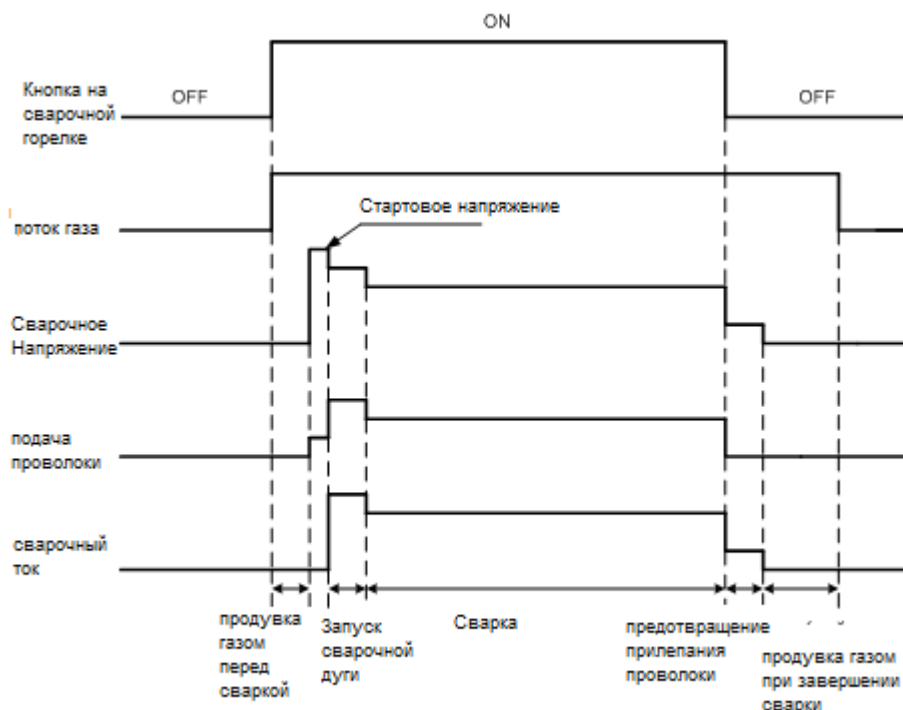 ON
Кнопка на
сварочной
горелке
OFF
OFF
поток газа
Стартовое напряжение
Сварочное
Напряжение
подача
проволоки
сварочный
ток
продувка
газом
перед
сваркой
Запуск
сварочной
дуги
Сварка
предотвращение
прилепания
проволоки
продувка газом
при завершении
сварки